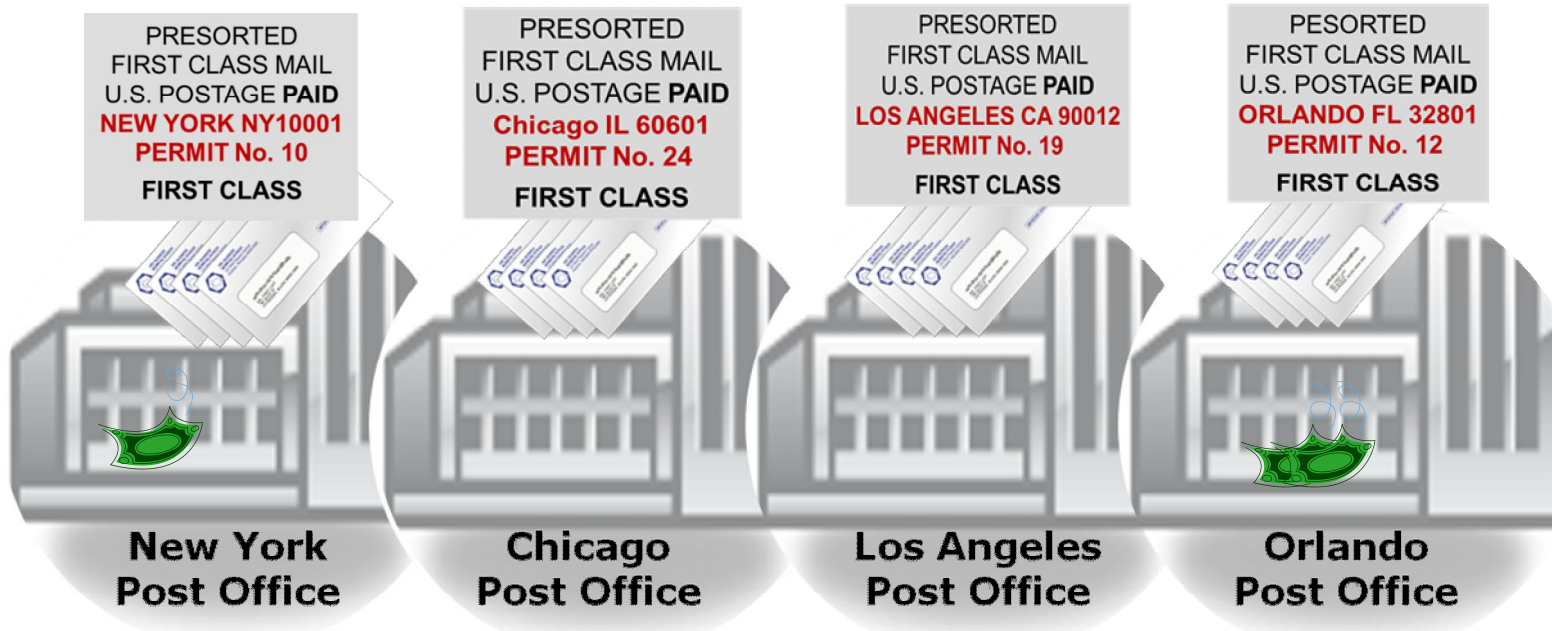 PRESORTED
FIRST CLASS MAIL
U.S. POSTAGE PAID
NEW YORK NY10001
PERMIT No. 10
FIRST CLASS
New York
Post Office
PRESORTED
FIRST CLASS MAIL
U.S. POSTAGE PAID
Chicago IL 60601
PERMIT No. 24
FIRST CLASS
Chicago
Post Office
PRESORTED
FIRST CLASS MAIL
U.S. POSTAGE PAID
LOS ANGELES CA 90012
PERMIT No. 19
FIRST CLASS
Los Angeles
Post Office
PESORTED
FIRST CLASS MAIL
U.S. POSTAGE PAID
ORLANDO FL 32801
PERMIT No. 12
FIRST CLASS
Orlando
Post Office